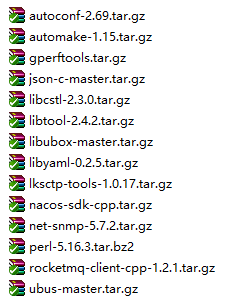 autoconf-2.69.tar.gz
automake-1.15.tar.gz
gperftools.tar.gz
json-c-master.tar.gz
libcstl-2.3.0.tar.gz
libtool-2.4.2.tar.gz
libubox-master.tar.gz
libyaml-0.2.5.tar.gz
lksctp-tools-1.0.17.tar.gz
nacos-sdk-cpp.tar.gz
net-snmp-5.7.2.tar.gz
perl-5.16.3.tar.bz2
rocketmq-client-cpp-1.2.1.tar.gz
ubus-master.tar.gz